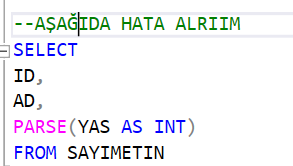 --AŞAĞIDA HATA ALRIIM
SELECT
ID,
AD,
PARSE(YAS AS INT)
FROM SAYIMETIN